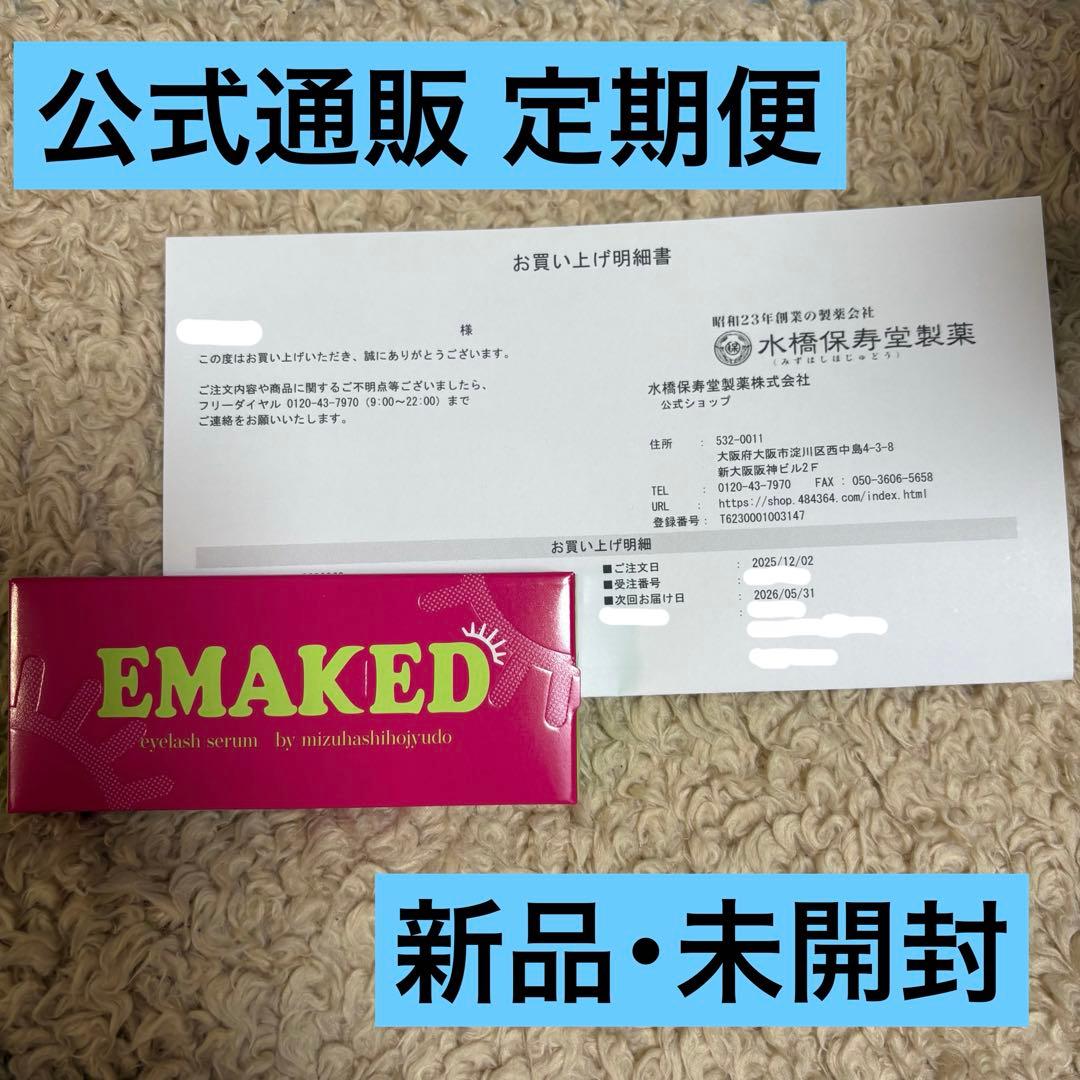 公式通販 定期便
お買い上げ明細書
様
この度はお買い上げいただき、誠にありがとうございます。
ご注文内容や商品に関するご不明点等ございましたら、
フリーダイヤル 0120-43-7970（9:00～22:00）まで
ご連絡をお願いいたします。
昭和23年創業の製薬会社
保 水橋保寿堂製薬
（みずはしほじゅどう）
水橋保寿堂製薬株式会社
公式ショップ
住所 : 532-0011
大阪府大阪市淀川区西中島4-3-8
新大阪阪神ビル2F
TEL : 0120-43-7970 FAX : 050-3606-5658
URL : https://shop.484364.com/index.html
登録番号 : T6230001003147
お買い上げ明細
■ご注文日 : 2025/12/02
■受注番号 :
■次回お届け日 : 2026/05/31
EMAKED
eyelash serum by mizuhashihojyudo
新品・未開封